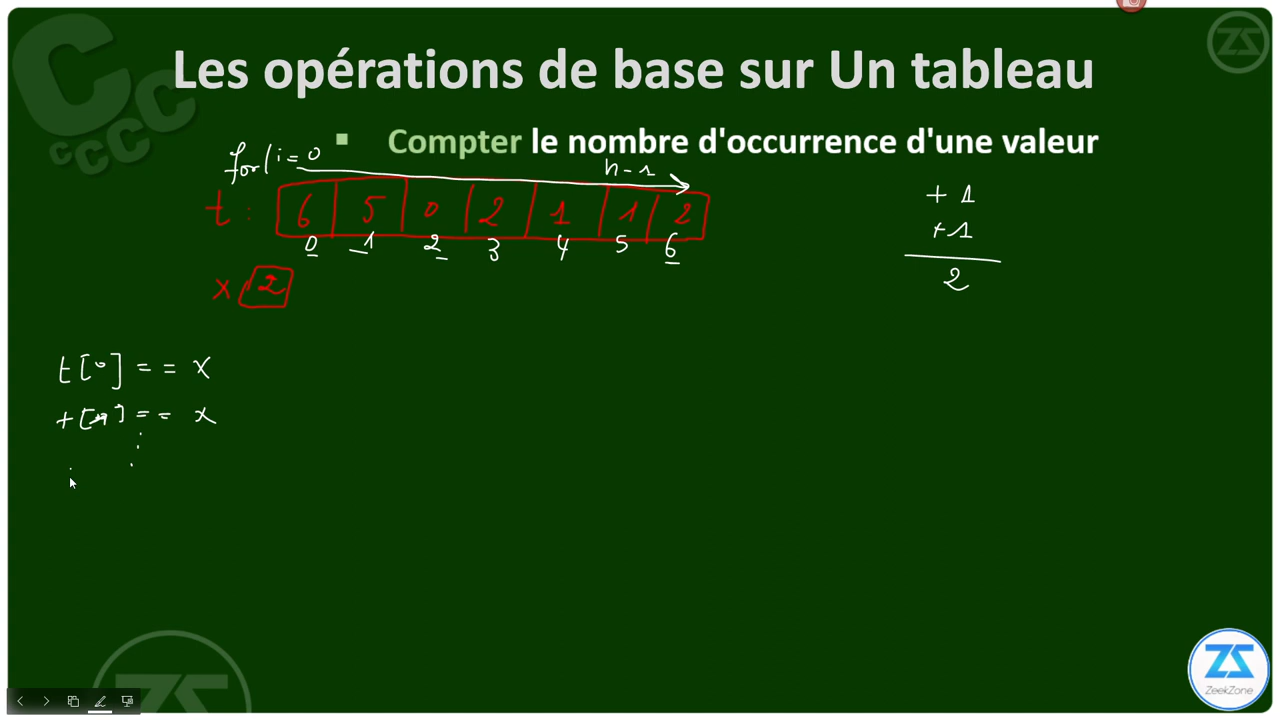 Les opérations de base sur Un tableau
▪ Compter le nombre d'occurrence d'une valeur
for(i=0 n-1
t: 6 5 0 2 1 1 2
0 1 2 3 4 5 6
x 2
+1
+1
2
t[0]== x
t[1]== x
ZS
ZeekZone